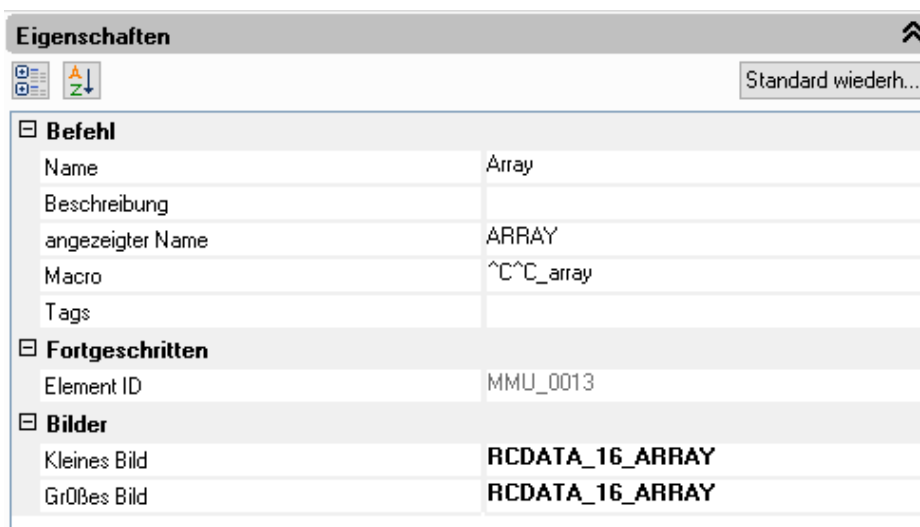 Eigenschaften
Standard wiederh...
Befehl
Name Array
Beschreibung
angezeigter Name ARRAY
Macro ^C^C_array
Tags
Fortgeschritten
Element ID MMU_0013
Bilder
Kleines Bild RCDATA_16_ARRAY
Gr0ßes Bild RCDATA_16_ARRAY